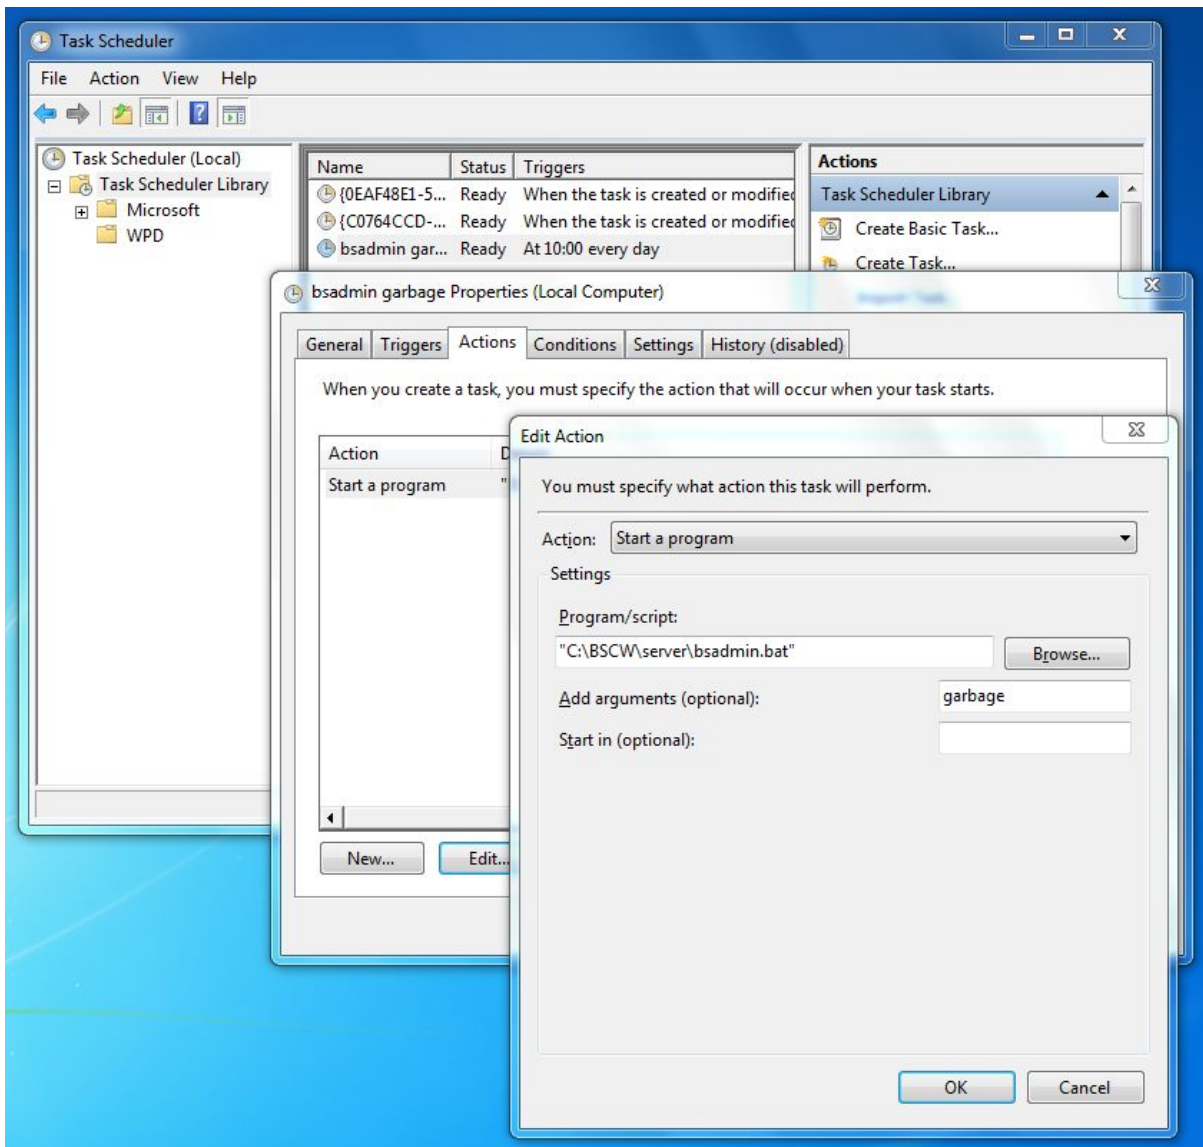 Task Scheduler
File Action View Help
Task Scheduler (Local)
Task Scheduler Library
Microsoft
WPD
Name Status Triggers
{0EAF48E1-5... Ready When the task is created or modified
{C0764CCD-... Ready When the task is created or modified
bsadmin gar... Ready At 10:00 every day
Actions
Task Scheduler Library
Create Basic Task...
Create Task...
bsadmin garbage Properties (Local Computer)
General Triggers Actions Conditions Settings History (disabled)
When you create a task, you must specify the action that will occur when your task starts.
Action D
Start a program "
New... Edit...
Edit Action
You must specify what action this task will perform.
Action: Start a program
Settings
Program/script:
"C:\BSCW\server\bsadmin.bat" Browse...
Add arguments (optional): garbage
Start in (optional):
OK Cancel